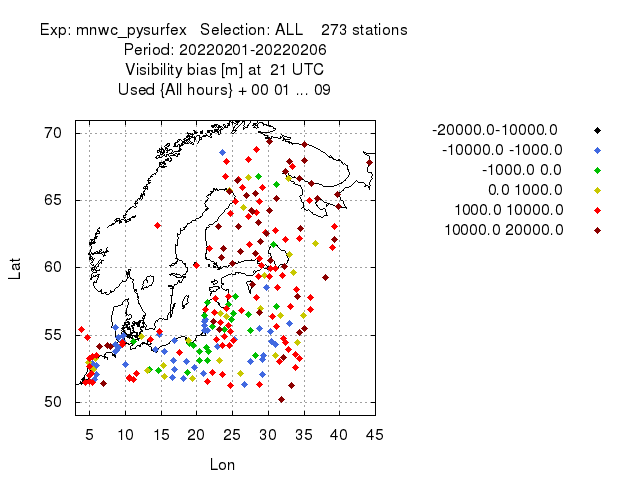 Exp: mnwc_pysurfex Selection: ALL 273 stations
Period: 20220201-20220206
Visibility bias [m] at 21 UTC
Used {All hours} + 00 01 ... 09
-20000.0-10000.0
-10000.0 -1000.0
-1000.0 0.0
0.0 1000.0
1000.0 10000.0
10000.0 20000.0
70
65
60
55
50
Lat
5 10 15 20 25 30 35 40 45
Lon